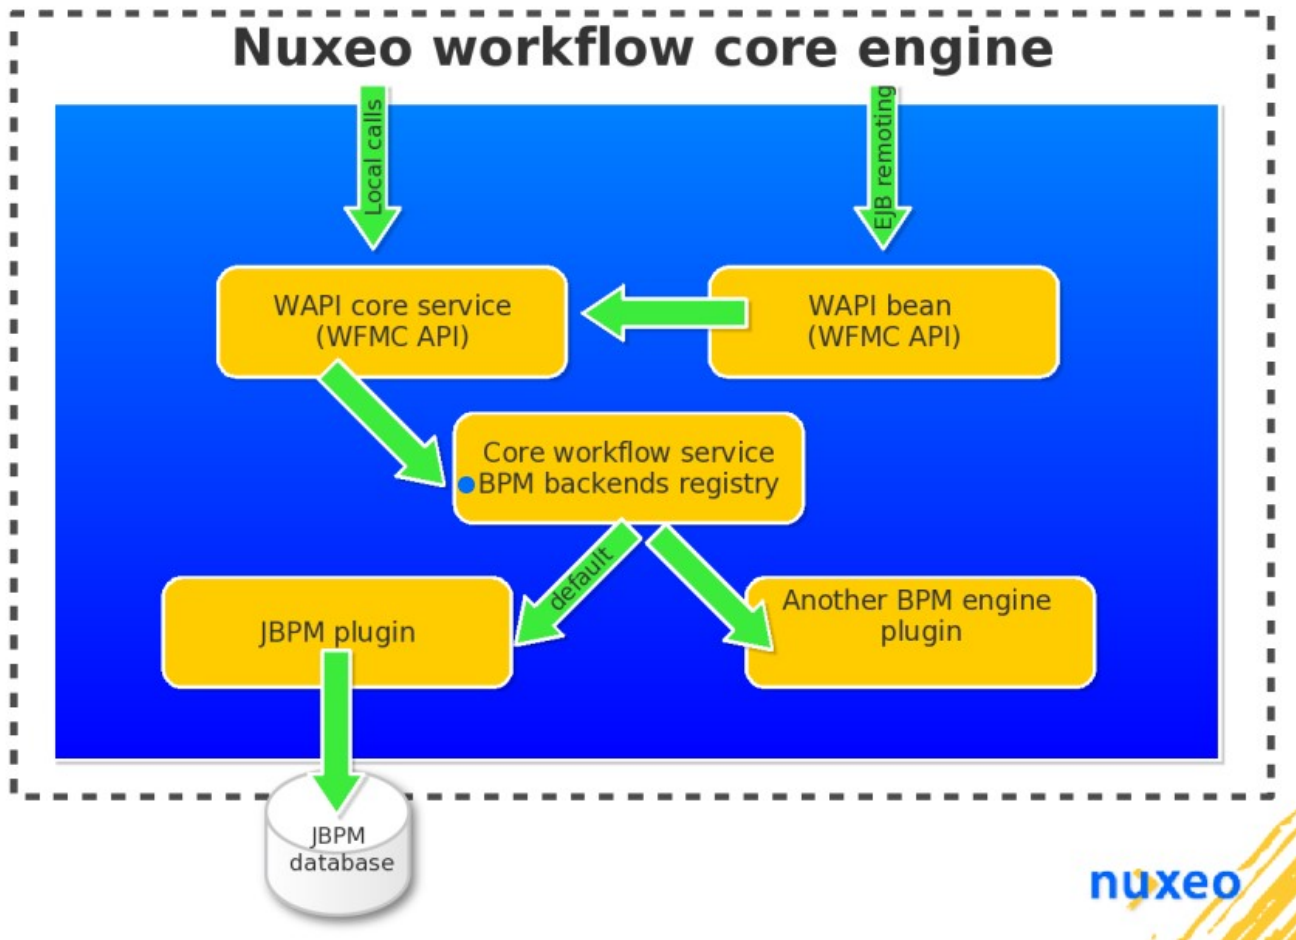 Nuxeo workflow core engine
Local calls
EJB remoting
WAPI core service
(WFMC API)
WAPI bean
(WFMC API)
Core workflow service
●BPM backends registry
default
JBPM plugin
Another BPM engine
plugin
JBPM
database
nuxeo